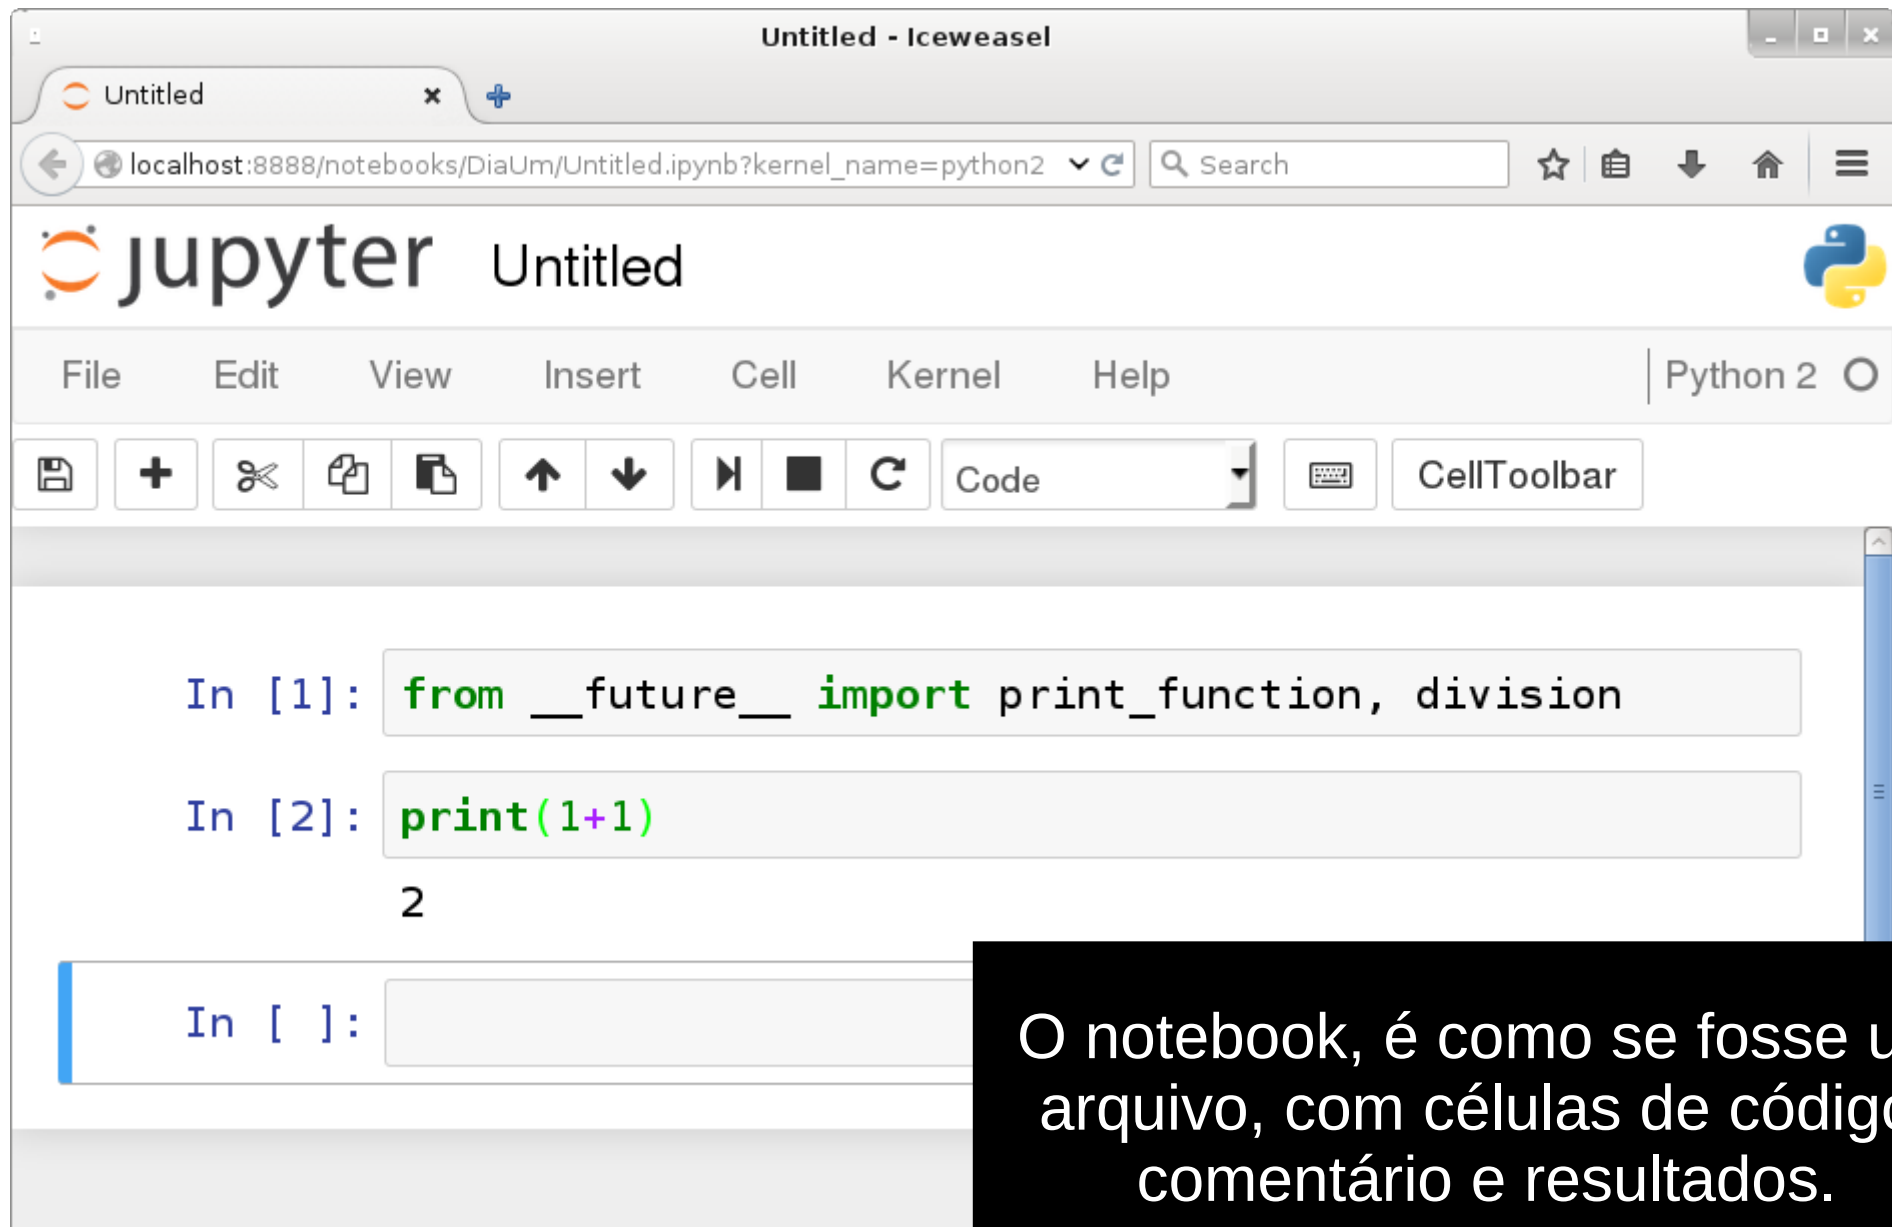 Untitled - Iceweasel
Untitled
localhost:8888/notebooks/DiaUm/Untitled.ipynb?kernel_name=python2
Search
jupyter Untitled
File Edit View Insert Cell Kernel Help Python 2
Code CellToolbar
In [1]: from __future__ import print_function, division
In [2]: print(1+1)
2
In [ ]:
O notebook, é como se fosse
arquivo, com células de código
comentário e resultados.